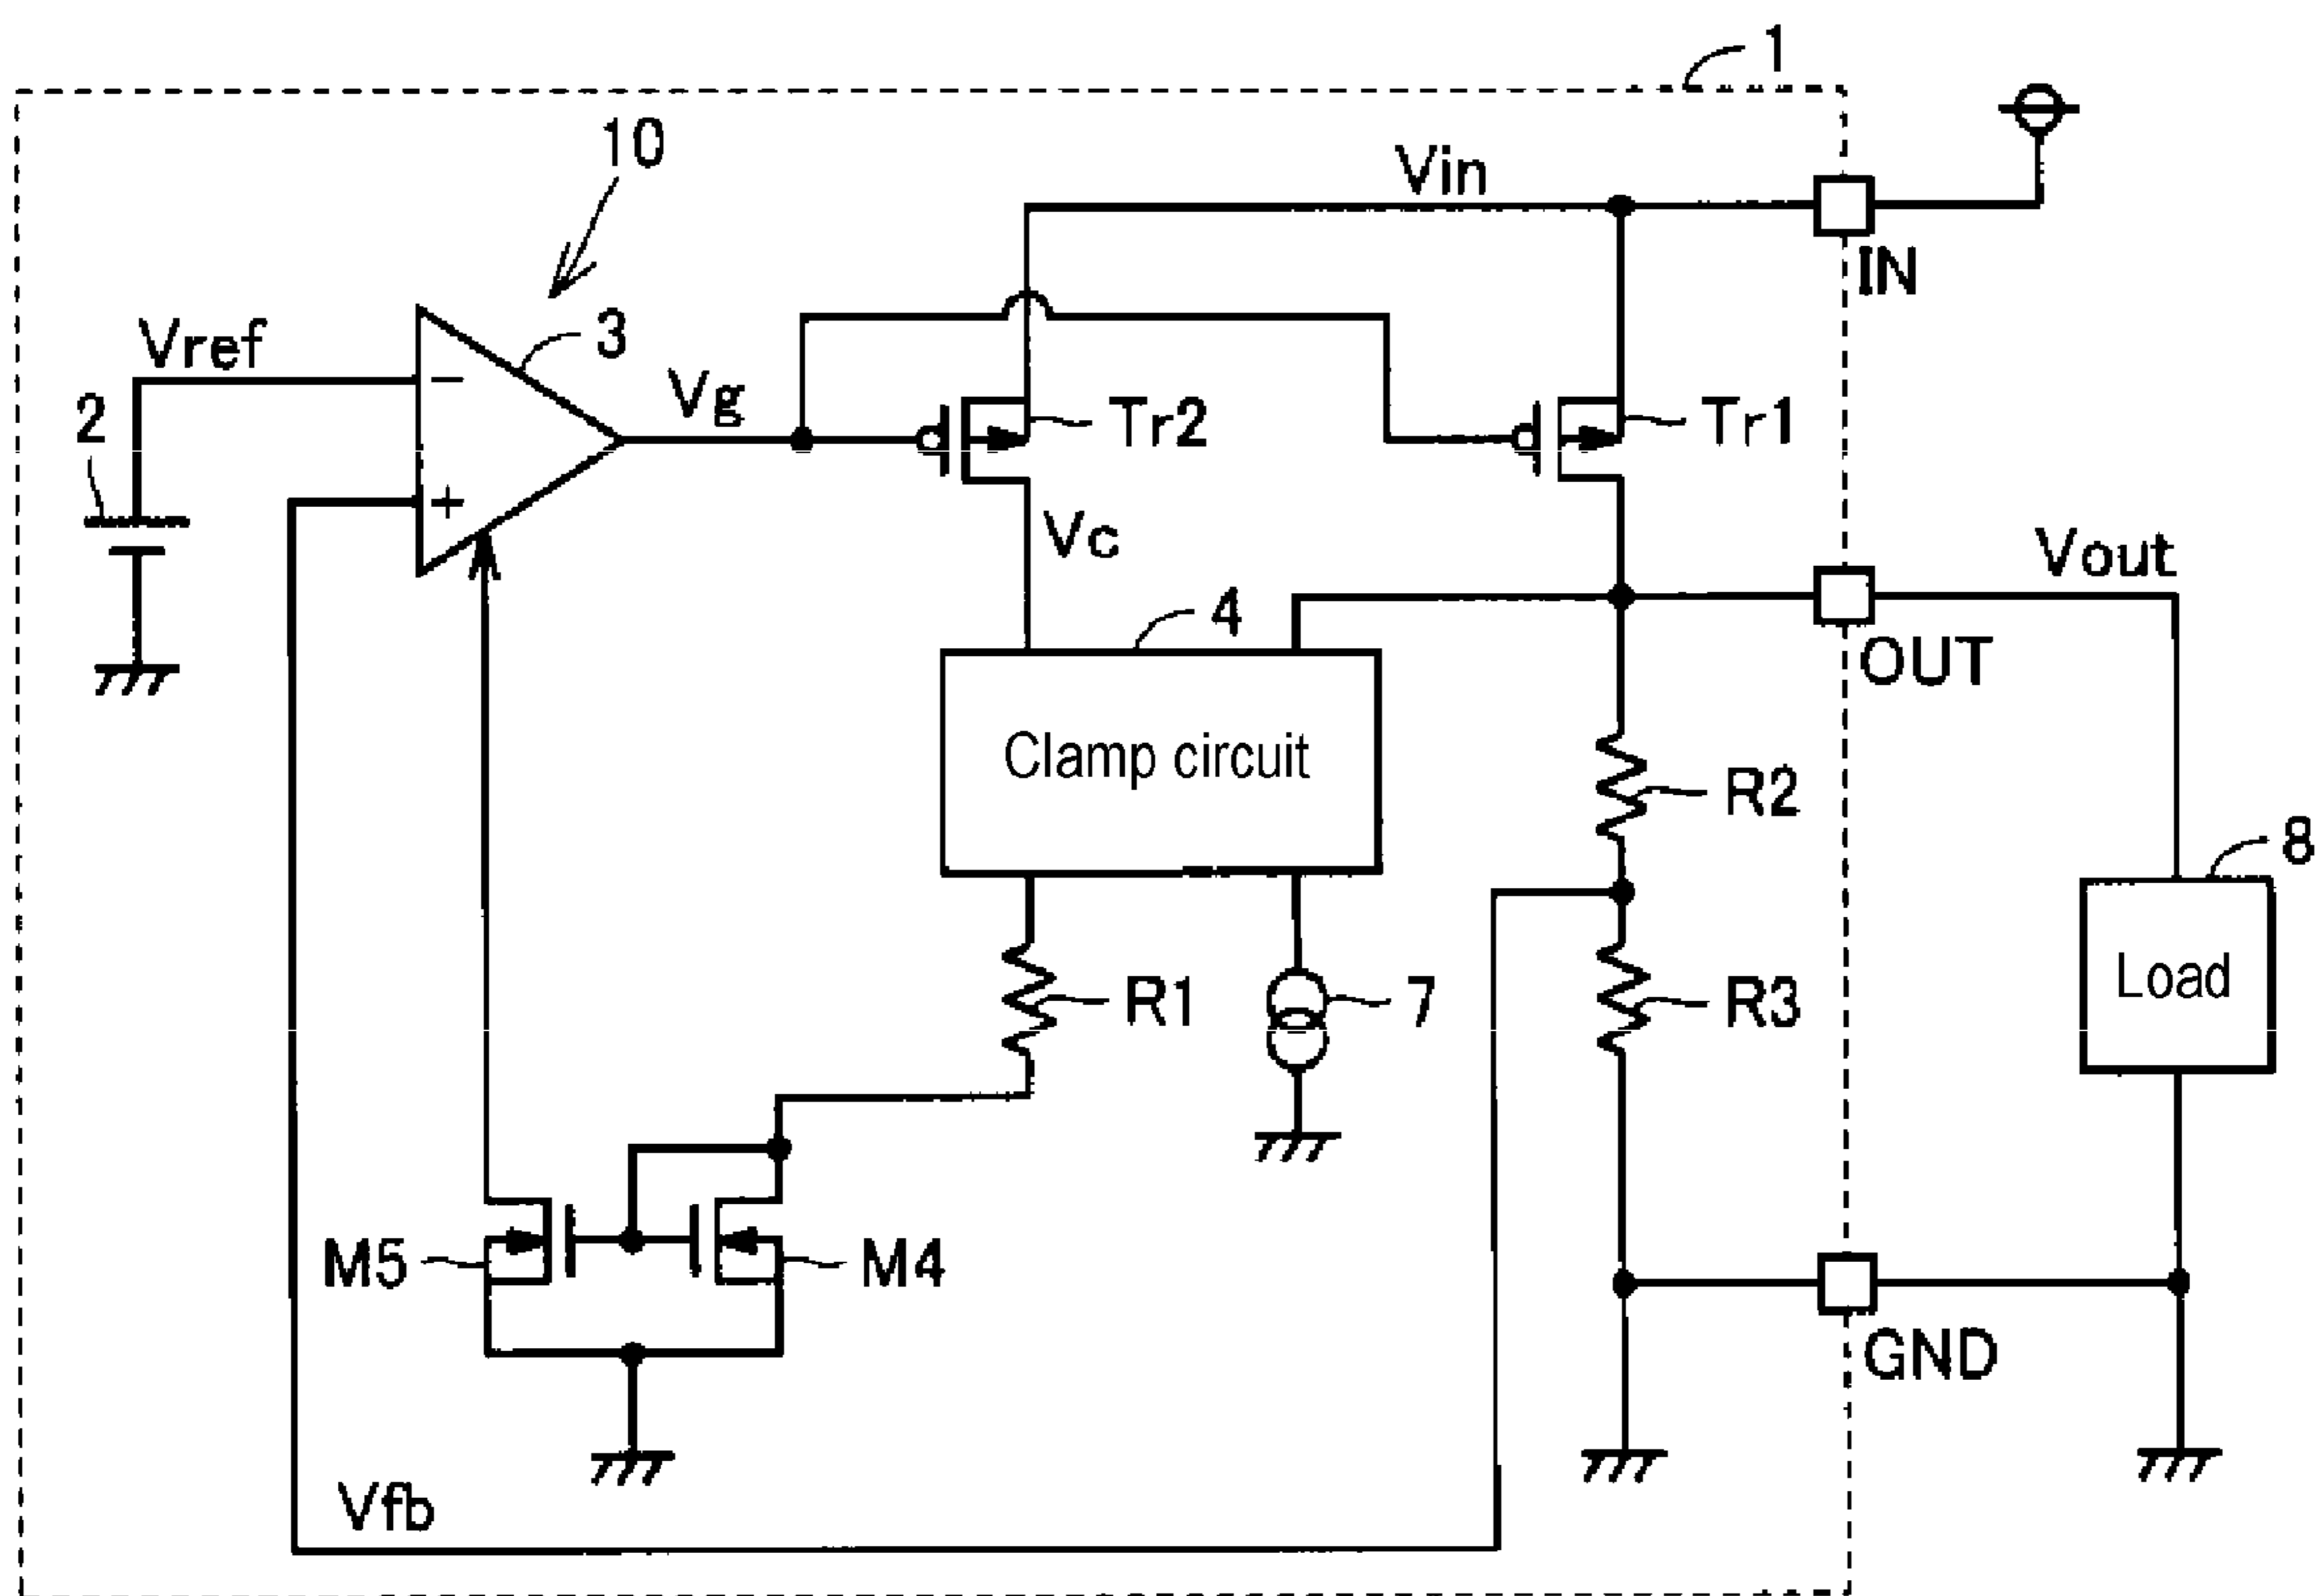 1
10
Vin
IN
Vref
3
2
Vg
Tr2
Tr1
−
+
Vc
Vout
4
OUT
Clamp circuit
R2
8
Load
R1
7
R3
M5
M4
GND
Vfb